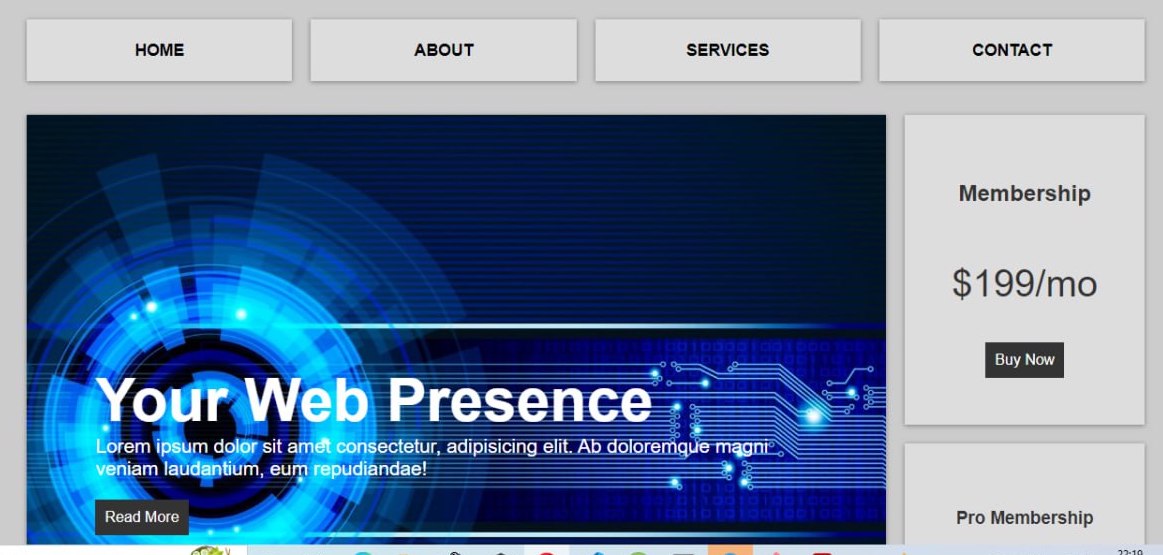 HOME
ABOUT
SERVICES
CONTACT
Your Web Presence
Lorem ipsum dolor sit amet consectetur, adipisicing elit. Ab doloremque magni
veniam laudantium, eum repudiandae!
Read More
Membership
$199/mo
Buy Now
Pro Membership